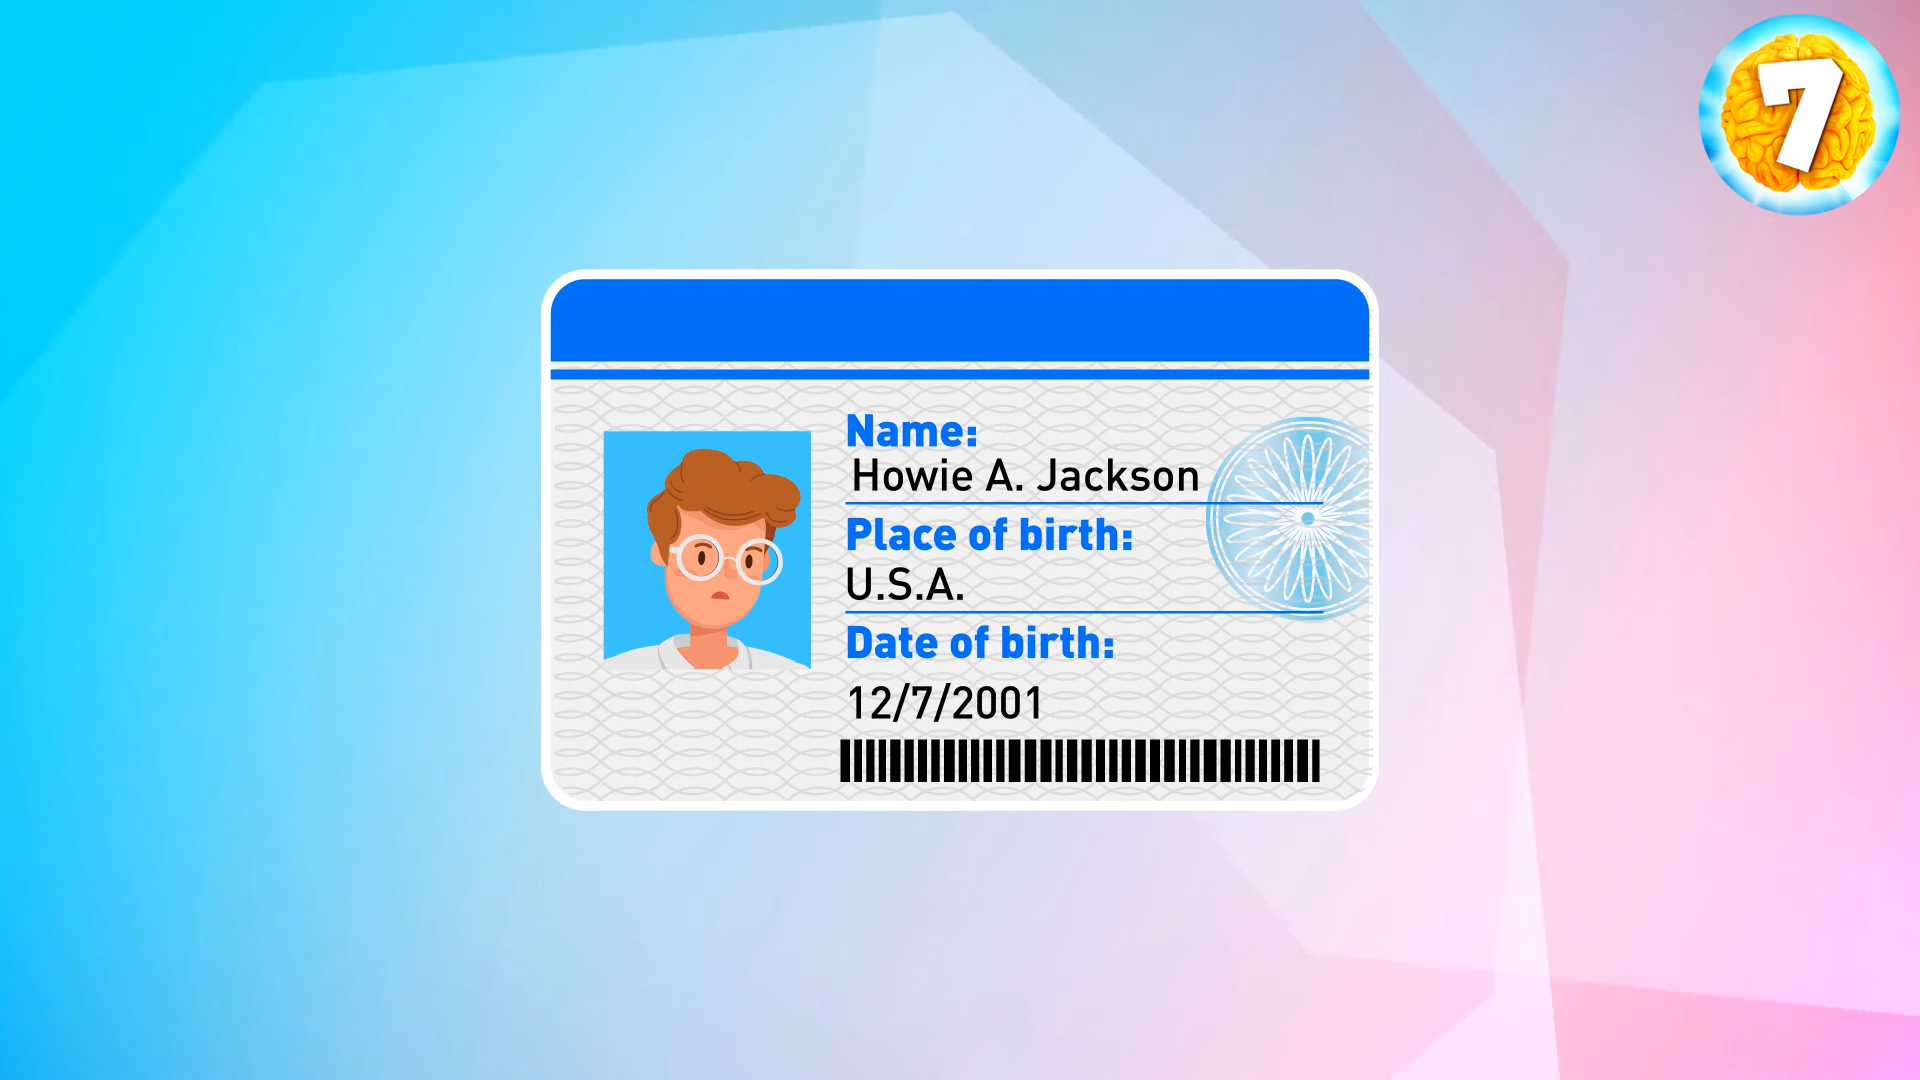 7
Name:
Howie A. Jackson
Place of birth:
U.S.A.
Date of birth:
12/7/2001